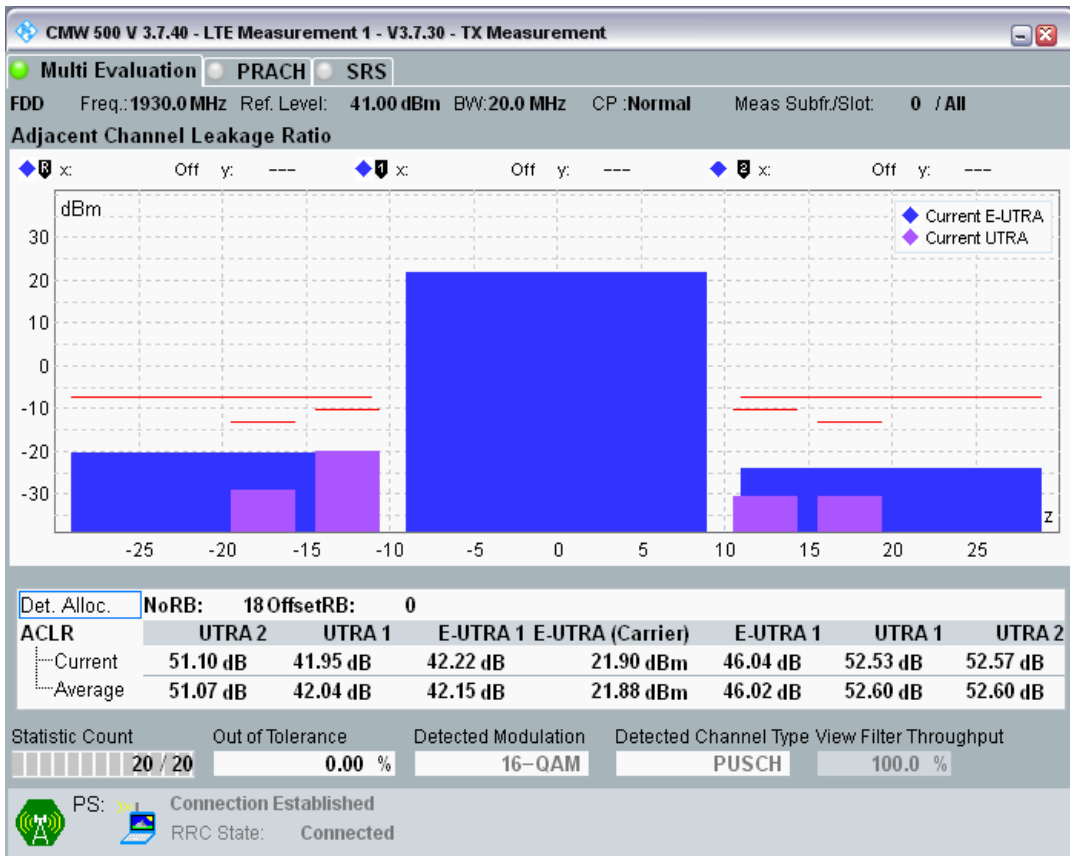 CMW 500 V 3.7.40 - LTE Measurement 1 - V3.7.30 - TX Measurement
Multi Evaluation PRACH SRS
FDD Freq.:1930.0 MHz Ref. Level: 41.00 dBm BW:20.0 MHz CP :Normal Meas Subfr./Slot: 0 / All
Adjacent Channel Leakage Ratio
R x: Off y: --- 1 x: Off y: --- 2 x: Off y: ---
dBm
Current E-UTRA
Current UTRA
30
20
10
0
-10
-20
-30
z
-25 -20 -15 -10 -5 0 5 10 15 20 25
Det. Alloc. NoRB: 18 OffsetRB: 0
ACLR UTRA 2 UTRA 1 E-UTRA 1 E-UTRA (Carrier) E-UTRA 1 UTRA 1 UTRA 2
Current 51.10 dB 41.95 dB 42.22 dB 21.90 dBm 46.04 dB 52.53 dB 52.57 dB
Average 51.07 dB 42.04 dB 42.15 dB 21.88 dBm 46.02 dB 52.60 dB 52.60 dB
Statistic Count Out of Tolerance Detected Modulation Detected Channel Type View Filter Throughput
20 / 20 0.00 % 16-QAM PUSCH 100.0 %
PS: Connection Established
RRC State: Connected